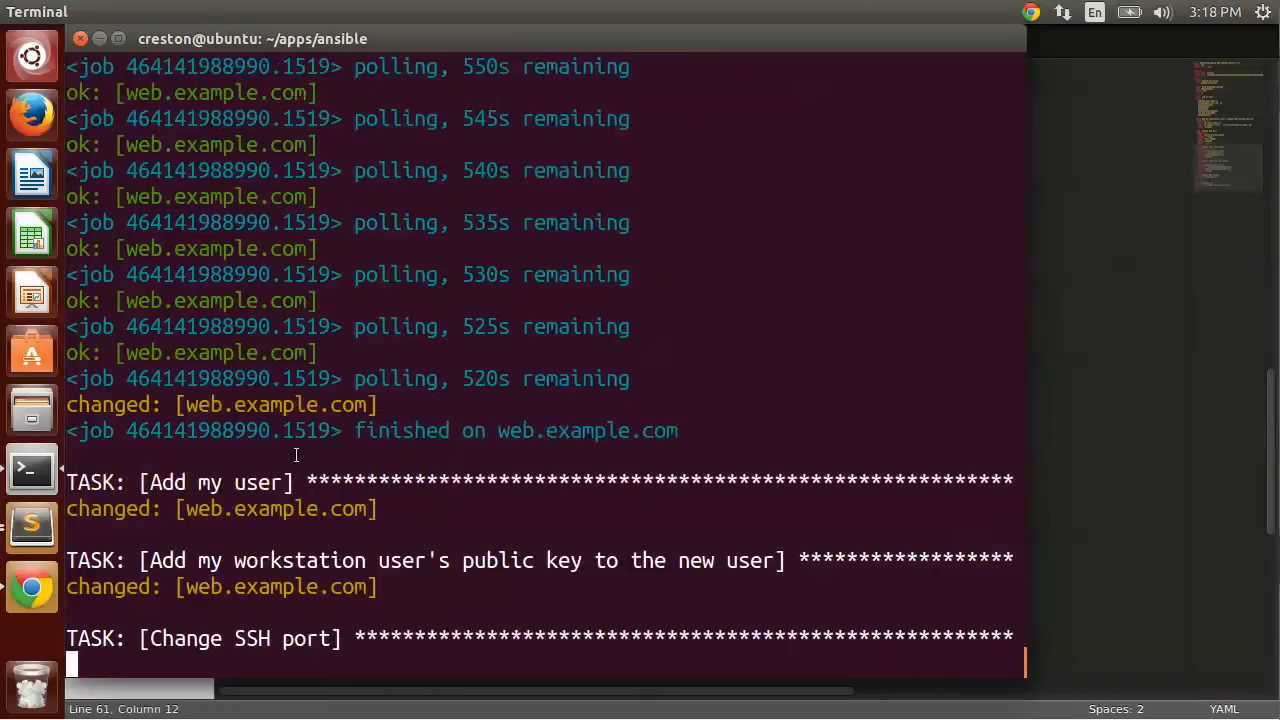 Terminal
En
3:18 PM
creston@ubuntu: ~/apps/ansible
<job 464141988990.1519> polling, 550s remaining
ok: [web.example.com]
<job 464141988990.1519> polling, 545s remaining
ok: [web.example.com]
<job 464141988990.1519> polling, 540s remaining
ok: [web.example.com]
<job 464141988990.1519> polling, 535s remaining
ok: [web.example.com]
<job 464141988990.1519> polling, 530s remaining
ok: [web.example.com]
<job 464141988990.1519> polling, 525s remaining
ok: [web.example.com]
<job 464141988990.1519> polling, 520s remaining
changed: [web.example.com]
<job 464141988990.1519> finished on web.example.com
TASK: [Add my user] ***********************************************************
changed: [web.example.com]
TASK: [Add my workstation user's public key to the new user] ******************
changed: [web.example.com]
TASK: [Change SSH port] *******************************************************
Line 61, Column 12
Spaces: 2
YAML